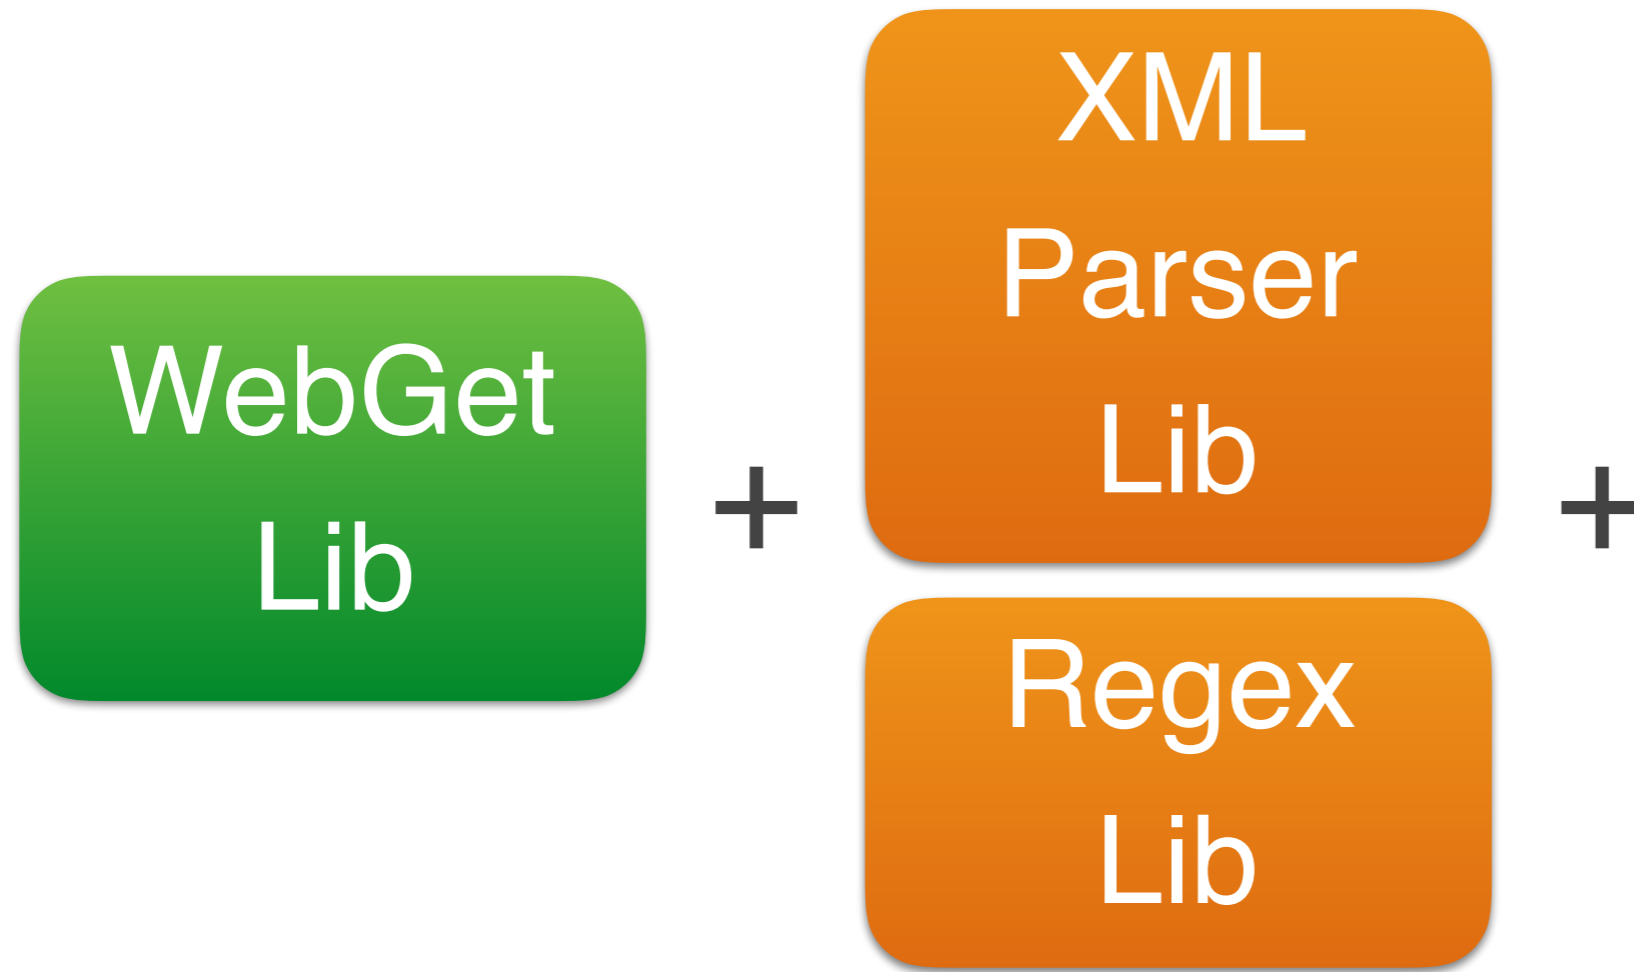 WebGet
Lib
+
XML
Parser
Lib
Regex
Lib
+